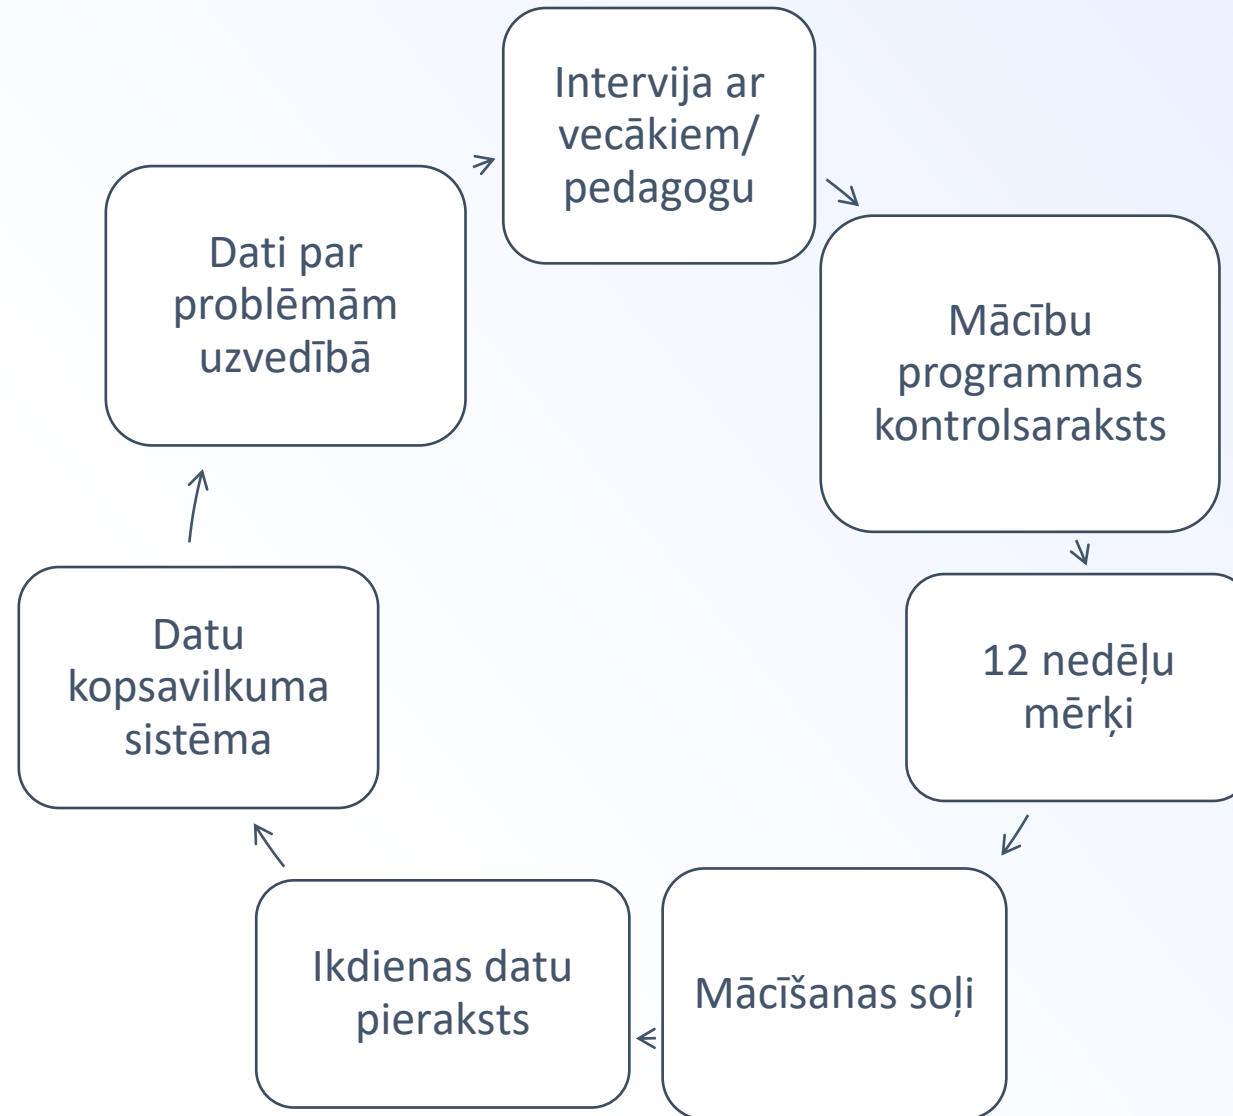 Intervija ar
vecākiem/
pedagogu
Mācību
programmas
kontrolsaraksts
12 nedēļu
mērķi
Mācīšanas soļi
Ikdienas datu
pieraksts
Datu
kopsavilkuma
sistēma
Dati par
problēmām
uzvedībā